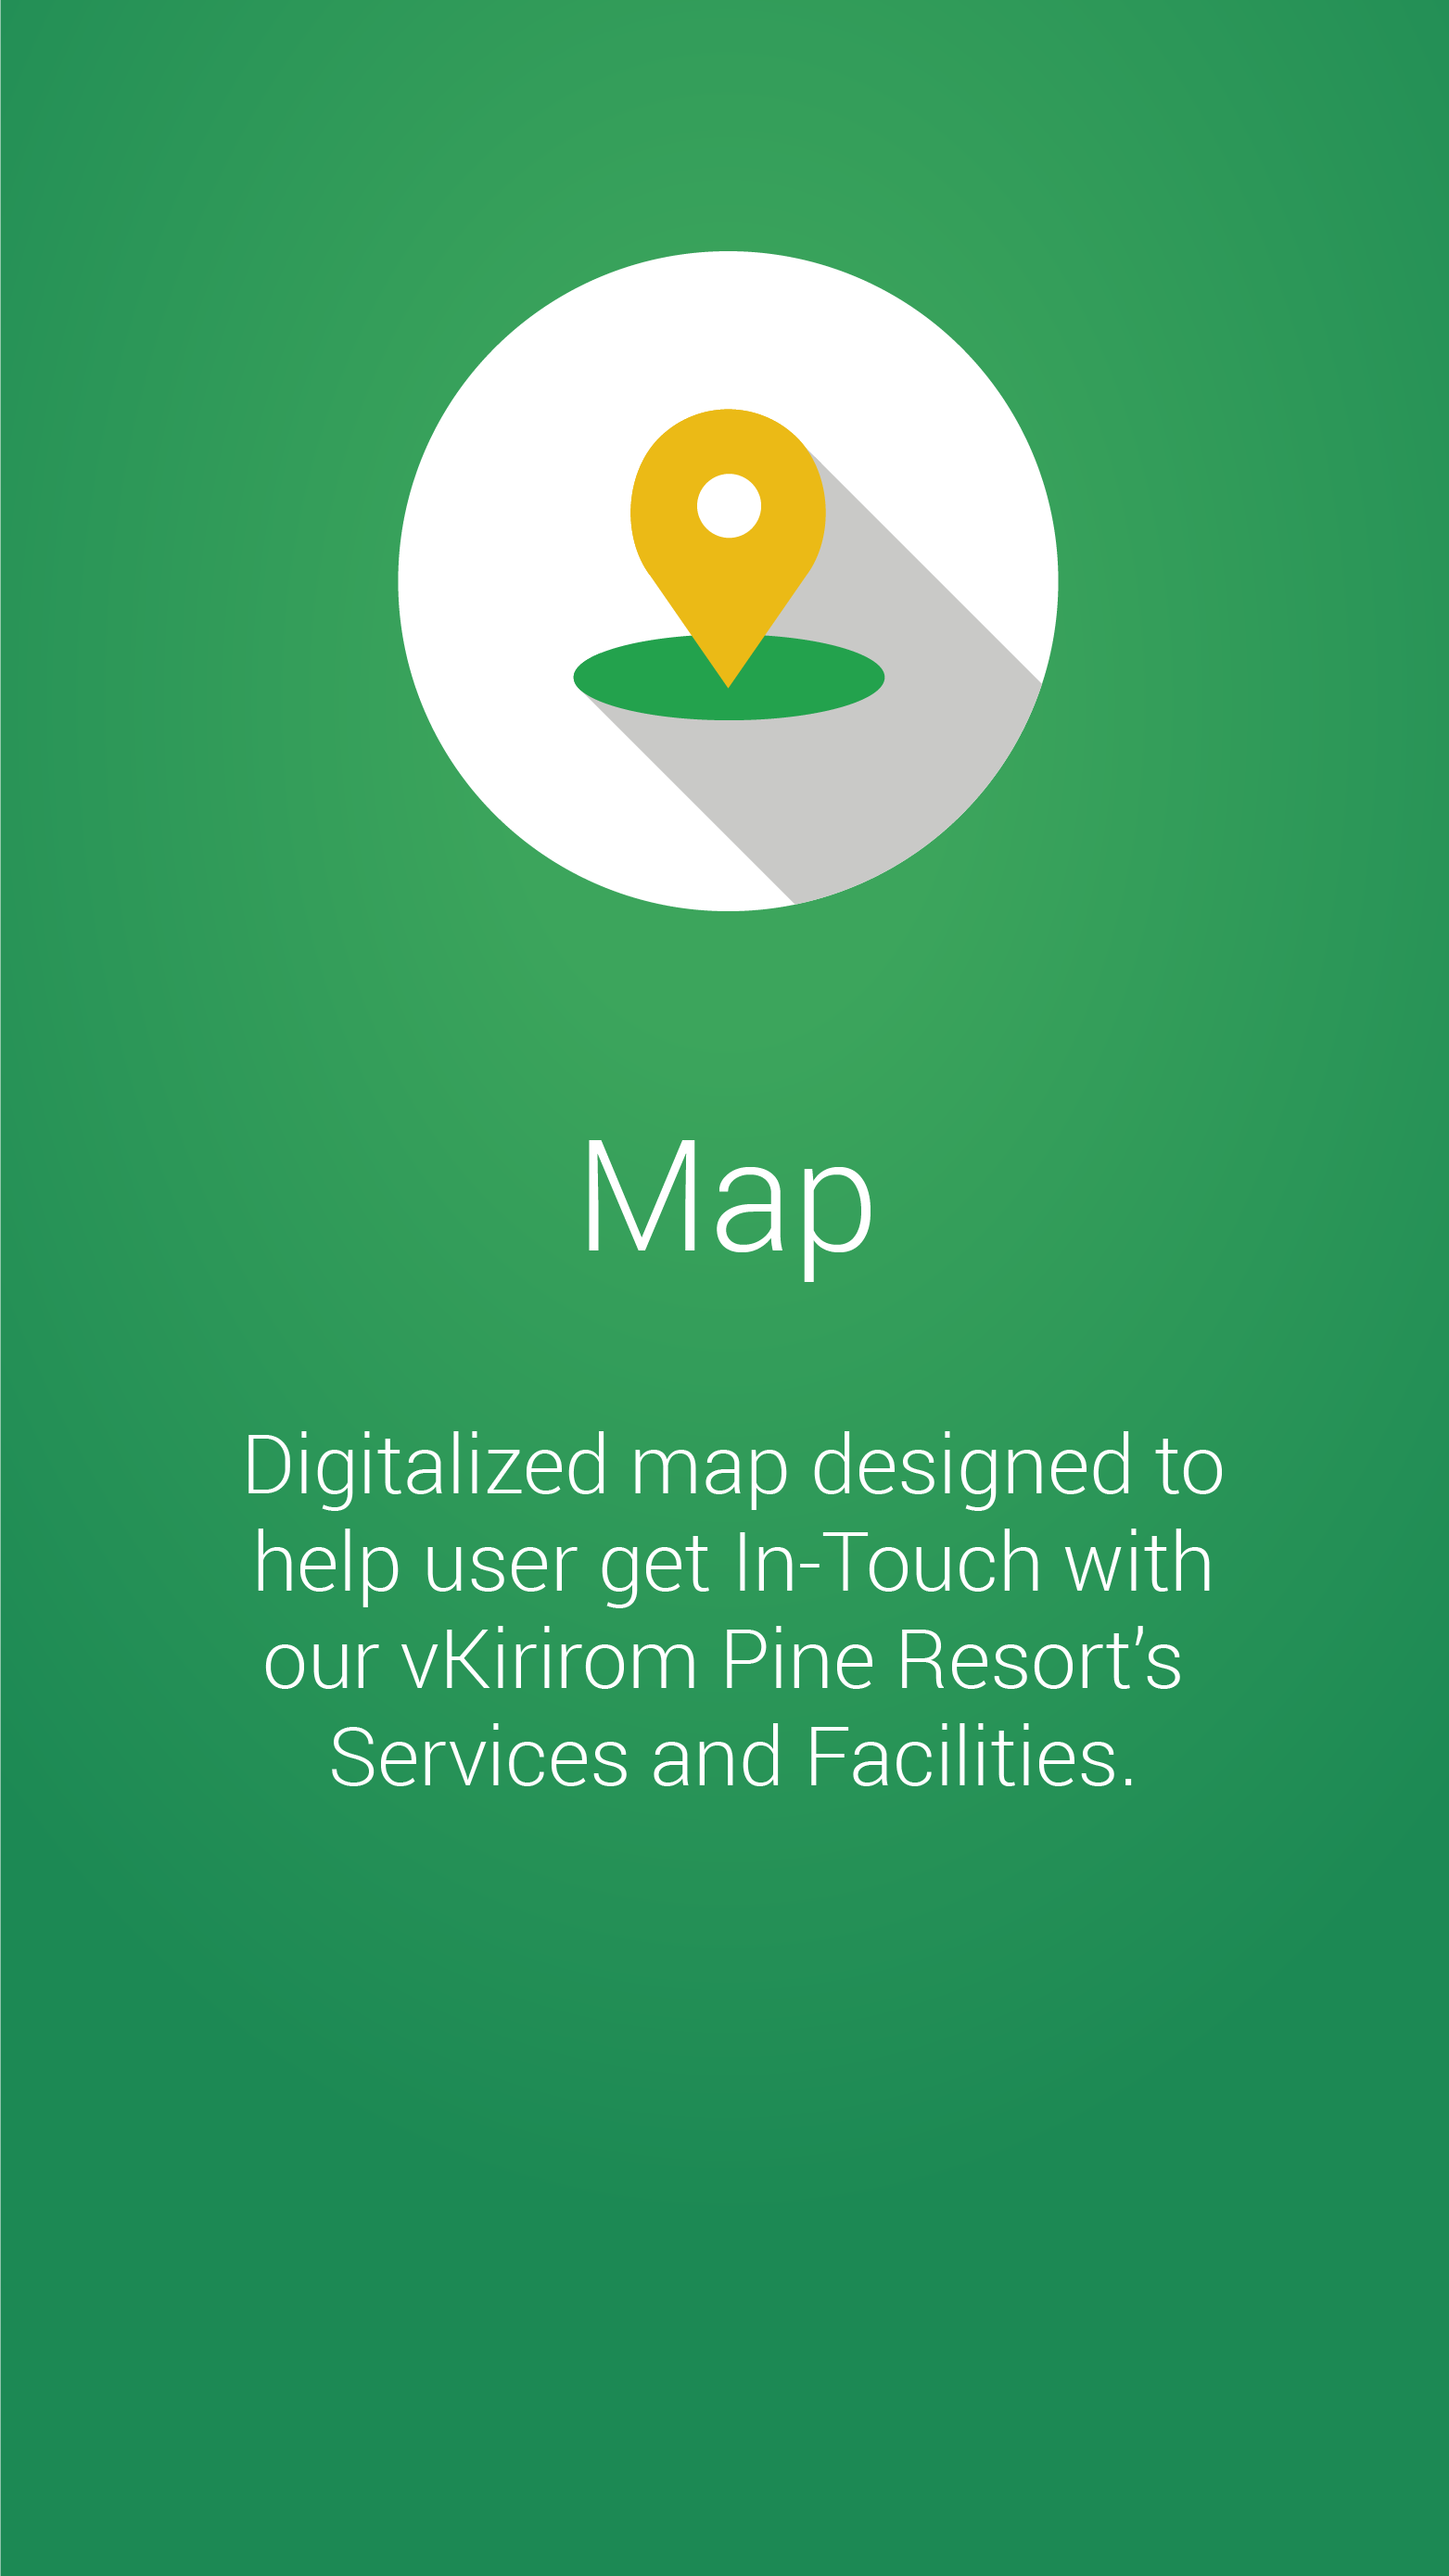 Map
Digitalized map designed to
help user get In-Touch with
our vKirirom Pine Resort’s
Services and Facilities.